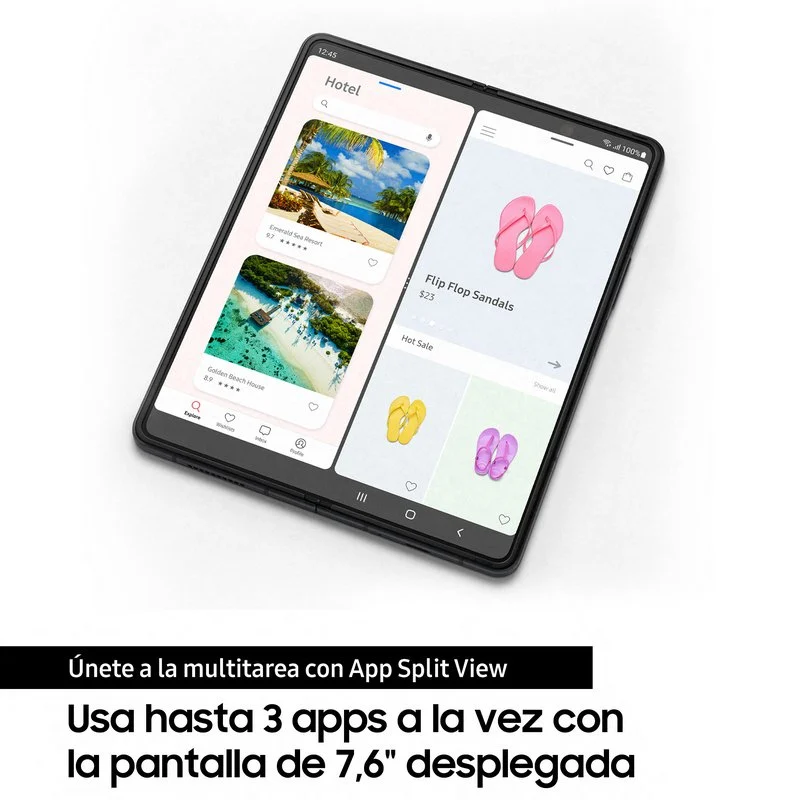 12:45
100%
Hotel
Emerald Sea Resort
9.7 ★★★★★
Golden Beach House
8.9 ★★★★
Explore
Wishlists
Inbox
Profile
Flip Flop Sandals
$23
Hot Sale
Show all
Únete a la multitarea con App Split View
Usa hasta 3 apps a la vez con
la pantalla de 7,6" desplegada